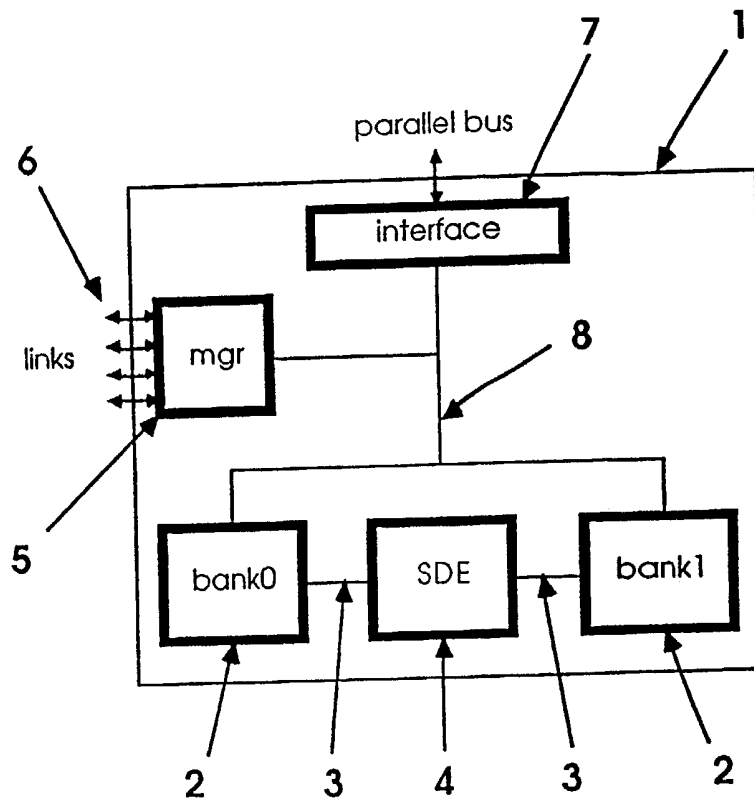 1
7
parallel bus
6
interface
links
mgr
8
5
bank0
SDE
bank1
2
3
4
3
2